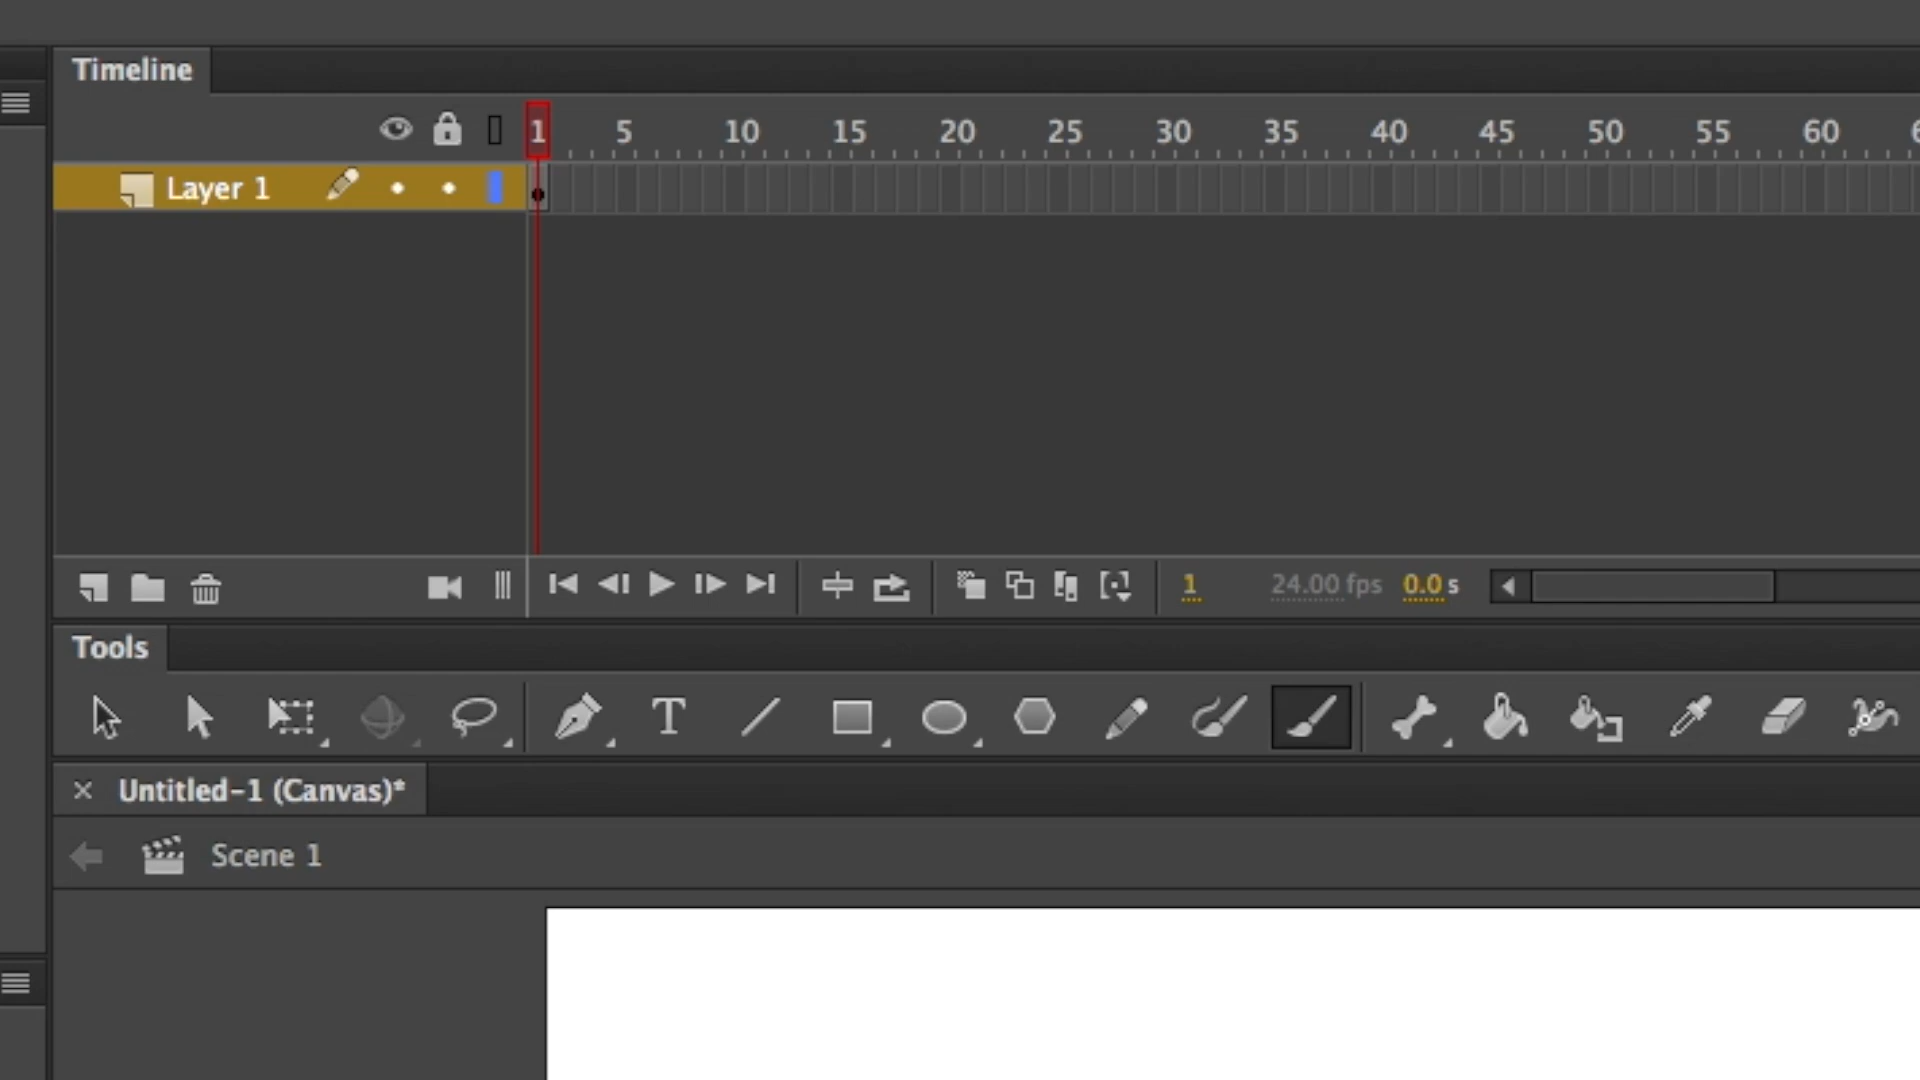 Timeline
1 5 10 15 20 25 30 35 40 45 50 55 60
Layer 1
1 24.00 fps 0.0 s
Tools
T
Untitled-1 (Canvas)*
Scene 1